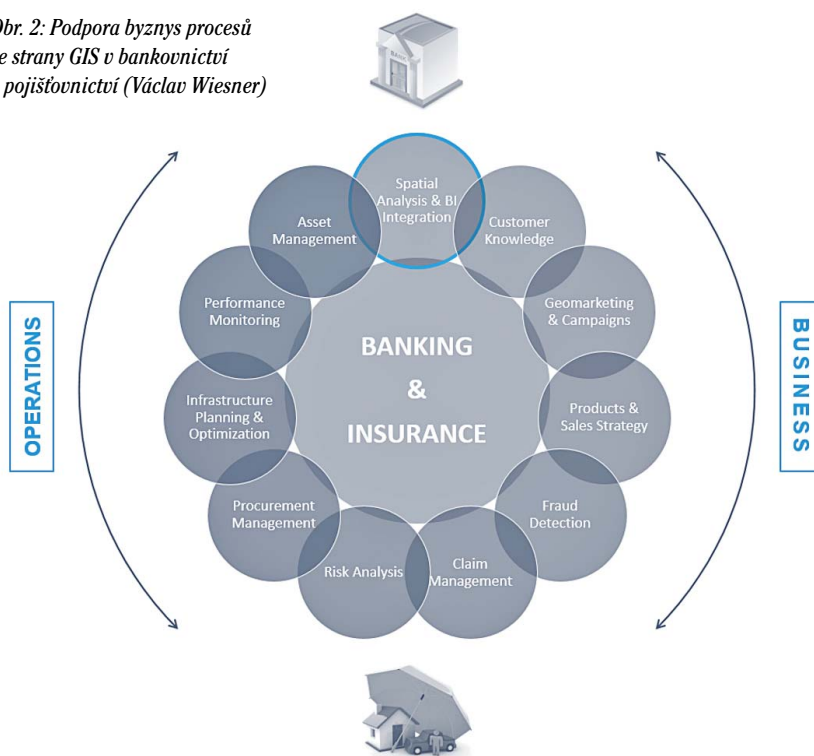 Obr. 2: Podpora byznys procesů
e strany GIS v bankovnictví
pojišťovnictví (Václav Wiesner)
BANK
Spatial
Analysis & BI
Integration
Customer
Knowledge
Geomarketing
& Campaigns
Products &
Sales Strategy
Fraud
Detection
Claim
Management
Risk Analysis
Procurement
Management
Infrastructure
Planning &
Optimization
Performance
Monitoring
Asset
Management
BANKING
&
INSURANCE
OPERATIONS
BUSINESS